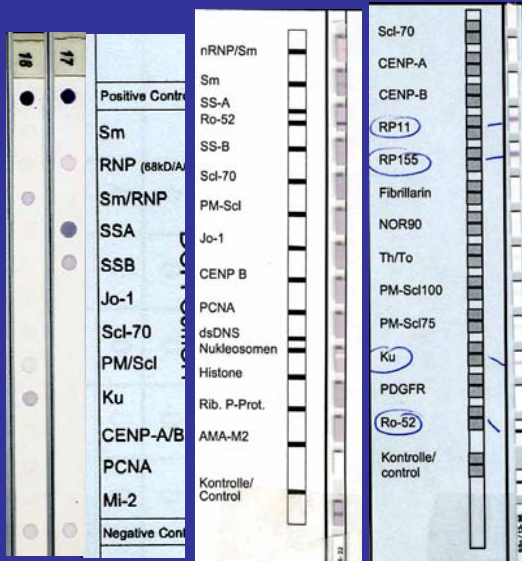 18 17
Positive Contr
Sm
RNP (68kD/A/
Sm/RNP
SSA
SSB
Jo-1
Scl-70
PM/Scl
Ku
CENP-A/B
PCNA
Mi-2
Negative Cont
nRNP/Sm
Sm
SS-A
Ro-52
SS-B
Scl-70
PM-Scl
Jo-1
CENP B
PCNA
dsDNS
Nukleosomen
Histone
Rib. P-Prot.
AMA-M2
Kontrolle/
Control
Scl-70
CENP-A
CENP-B
RP11
RP155
Fibrillarin
NOR90
Th/To
PM-Scl100
PM-Scl75
Ku
PDGFR
Ro-52
Kontrolle/
control